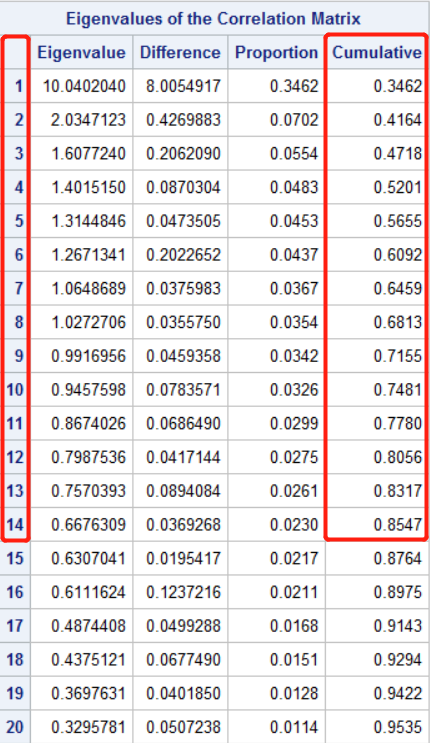 Eigenvalues of the Correlation Matrix
Eigenvalue Difference Proportion Cumulative
1 10.0402040 8.0054917 0.3462 0.3462
2 2.0347123 0.4269883 0.0702 0.4164
3 1.6077240 0.2062090 0.0554 0.4718
4 1.4015150 0.0870304 0.0483 0.5201
5 1.3144846 0.0473505 0.0453 0.5655
6 1.2671341 0.2022652 0.0437 0.6092
7 1.0648689 0.0375983 0.0367 0.6459
8 1.0272706 0.0355750 0.0354 0.6813
9 0.9916956 0.0459358 0.0342 0.7155
10 0.9457598 0.0783571 0.0326 0.7481
11 0.8674026 0.0686490 0.0299 0.7780
12 0.7987536 0.0417144 0.0275 0.8056
13 0.7570393 0.0894084 0.0261 0.8317
14 0.6676309 0.0369268 0.0230 0.8547
15 0.6307041 0.0195417 0.0217 0.8764
16 0.6111624 0.1237216 0.0211 0.8975
17 0.4874408 0.0499288 0.0168 0.9143
18 0.4375121 0.0677490 0.0151 0.9294
19 0.3697631 0.0401850 0.0128 0.9422
20 0.3295781 0.0507238 0.0114 0.9535